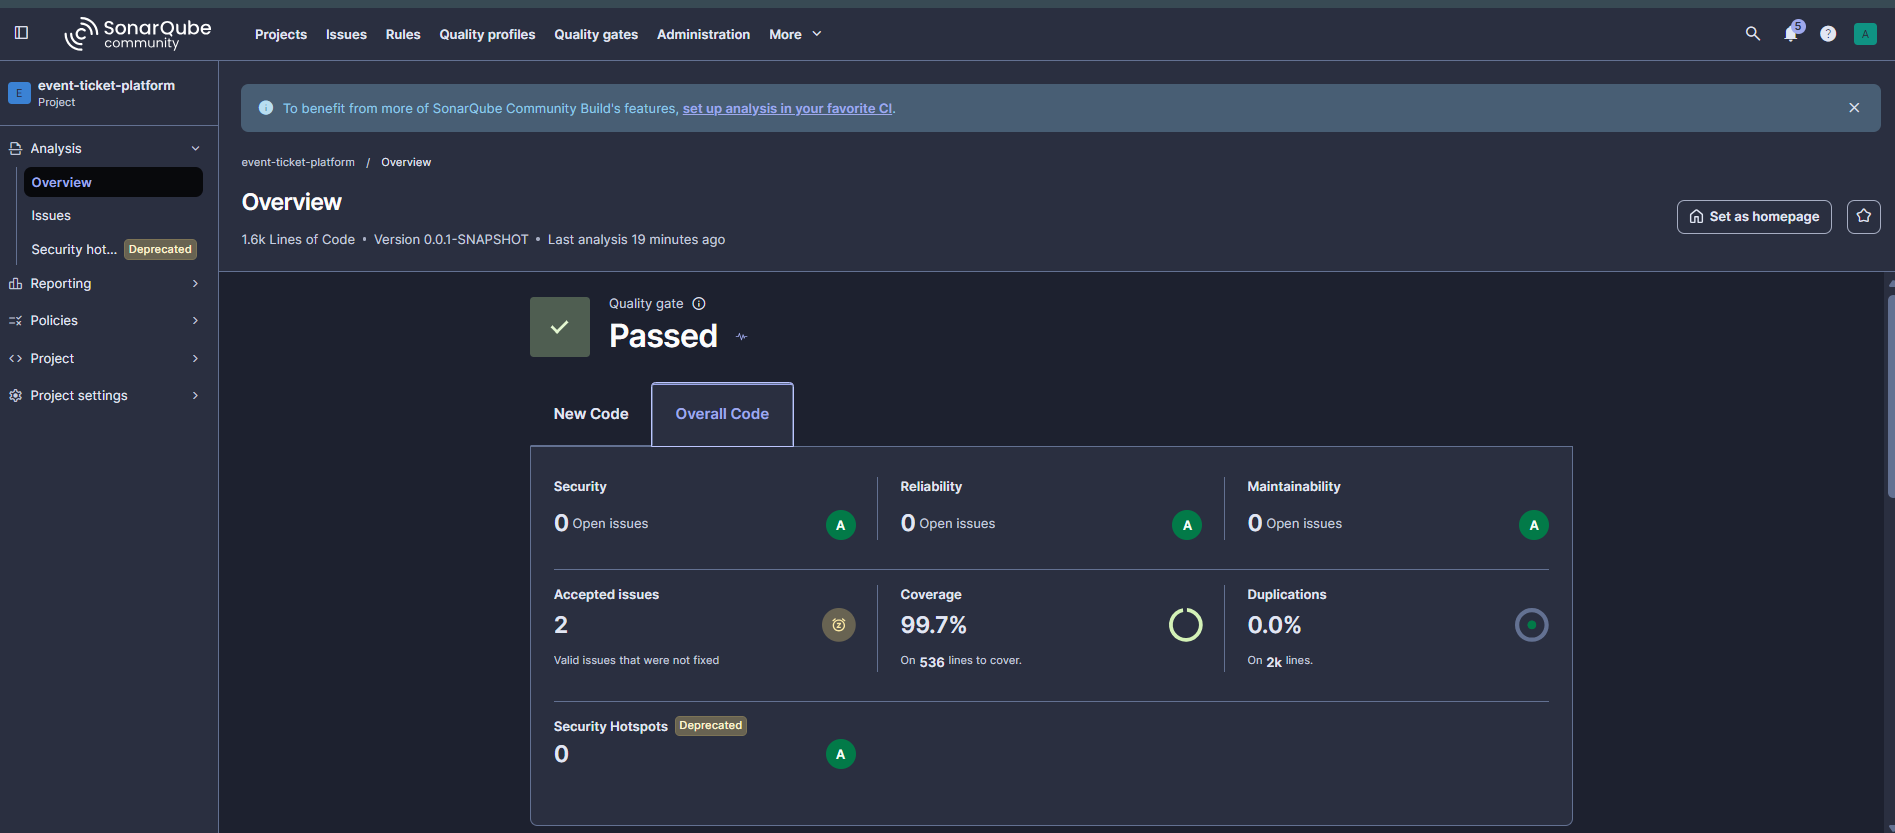 SonarQube
community
Projects Issues Rules Quality profiles Quality gates Administration More
5
?
A
E
event-ticket-platform
Project
To benefit from more of SonarQube Community Build's features, set up analysis in your favorite CI.
Analysis
Overview
Issues
Security hot... Deprecated
Reporting
Policies
Project
Project settings
event-ticket-platform / Overview
Overview
Set as homepage
1.6k Lines of Code • Version 0.0.1-SNAPSHOT • Last analysis 19 minutes ago
Quality gate
Passed
New Code Overall Code
Security Reliability Maintainability
0 Open issues A 0 Open issues A 0 Open issues A
Accepted issues Coverage Duplications
2 99.7% 0.0%
Valid issues that were not fixed On 536 lines to cover. On 2k lines.
Security Hotspots Deprecated
0 A